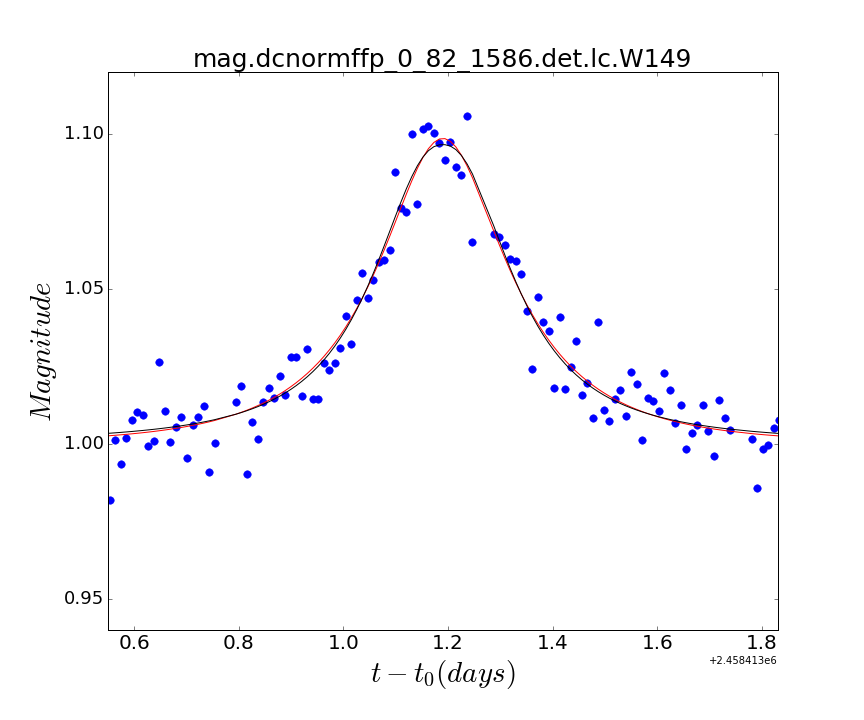 mag.dcnormffp_0_82_1586.det.lc.W149
1.10
1.05
1.00
0.95
Magnitude
0.6 0.8 1.0 1.2 1.4 1.6 1.8
+2.458413e6
t − t₀(days)